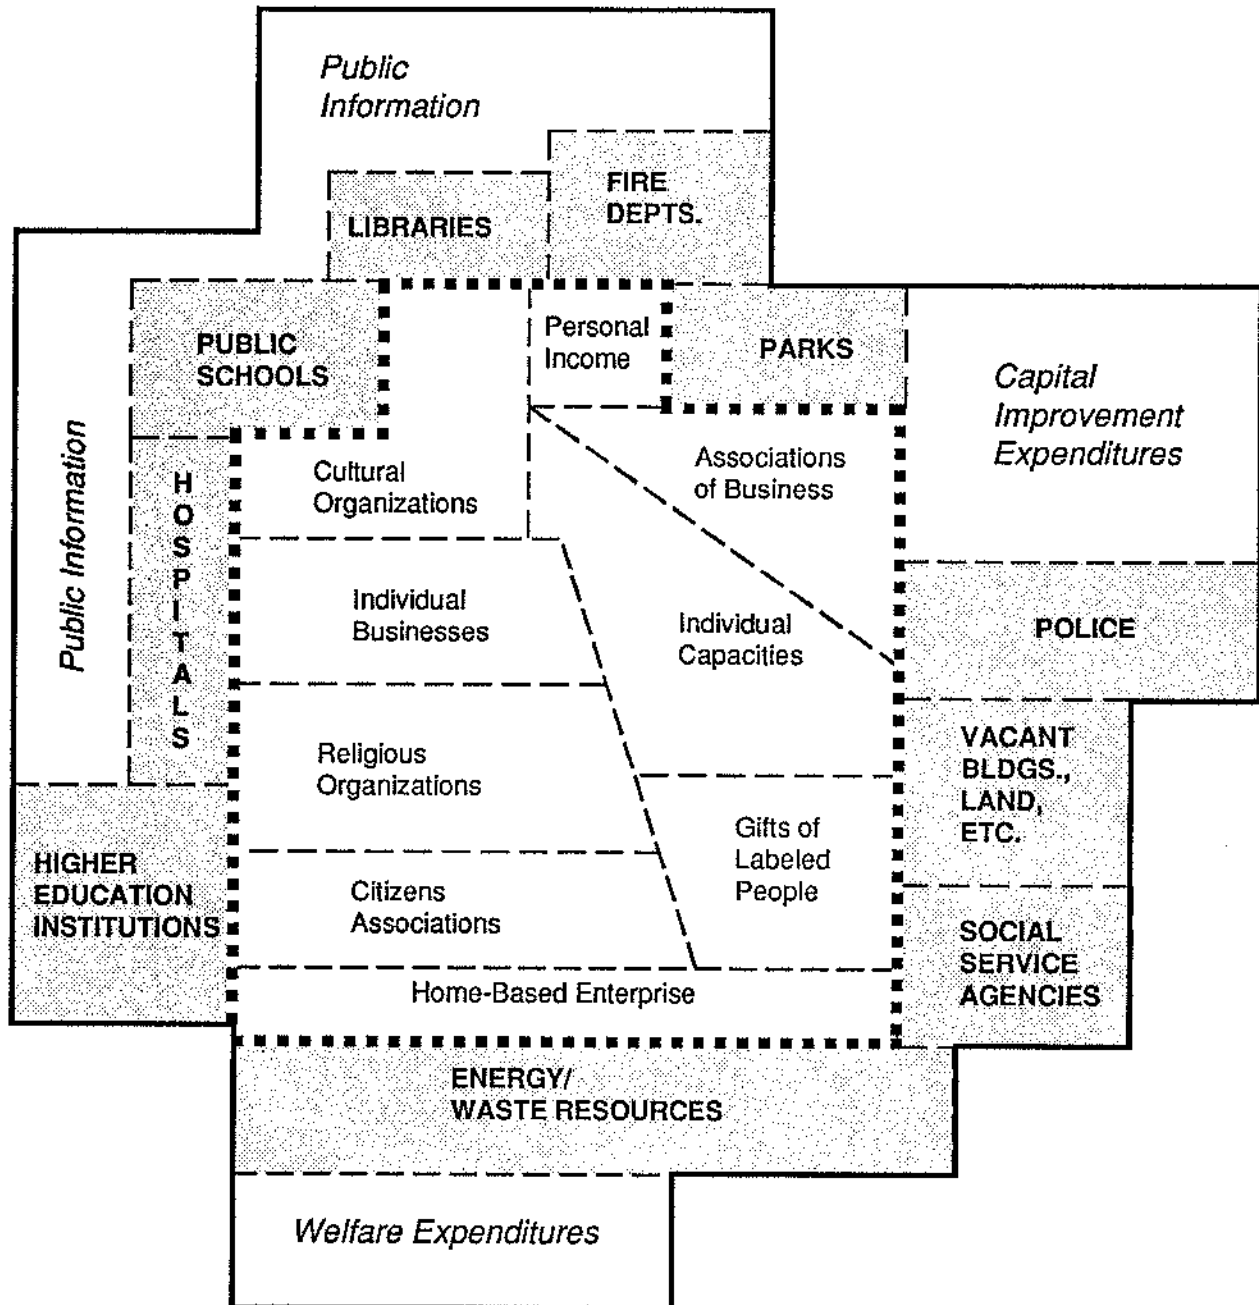 Public
Information
FIRE
DEPTS.
LIBRARIES
Personal
Income
PUBLIC
SCHOOLS
PARKS
Capital
Improvement
Expenditures
Public Information
HOSPITALS
Cultural
Organizations
Associations
of Business
Individual
Businesses
Individual
Capacities
POLICE
Religious
Organizations
VACANT
BLDGS.,
LAND,
ETC.
Gifts of
Labeled
People
HIGHER
EDUCATION
INSTITUTIONS
Citizens
Associations
SOCIAL
SERVICE
AGENCIES
Home-Based Enterprise
ENERGY/
WASTE RESOURCES
Welfare Expenditures